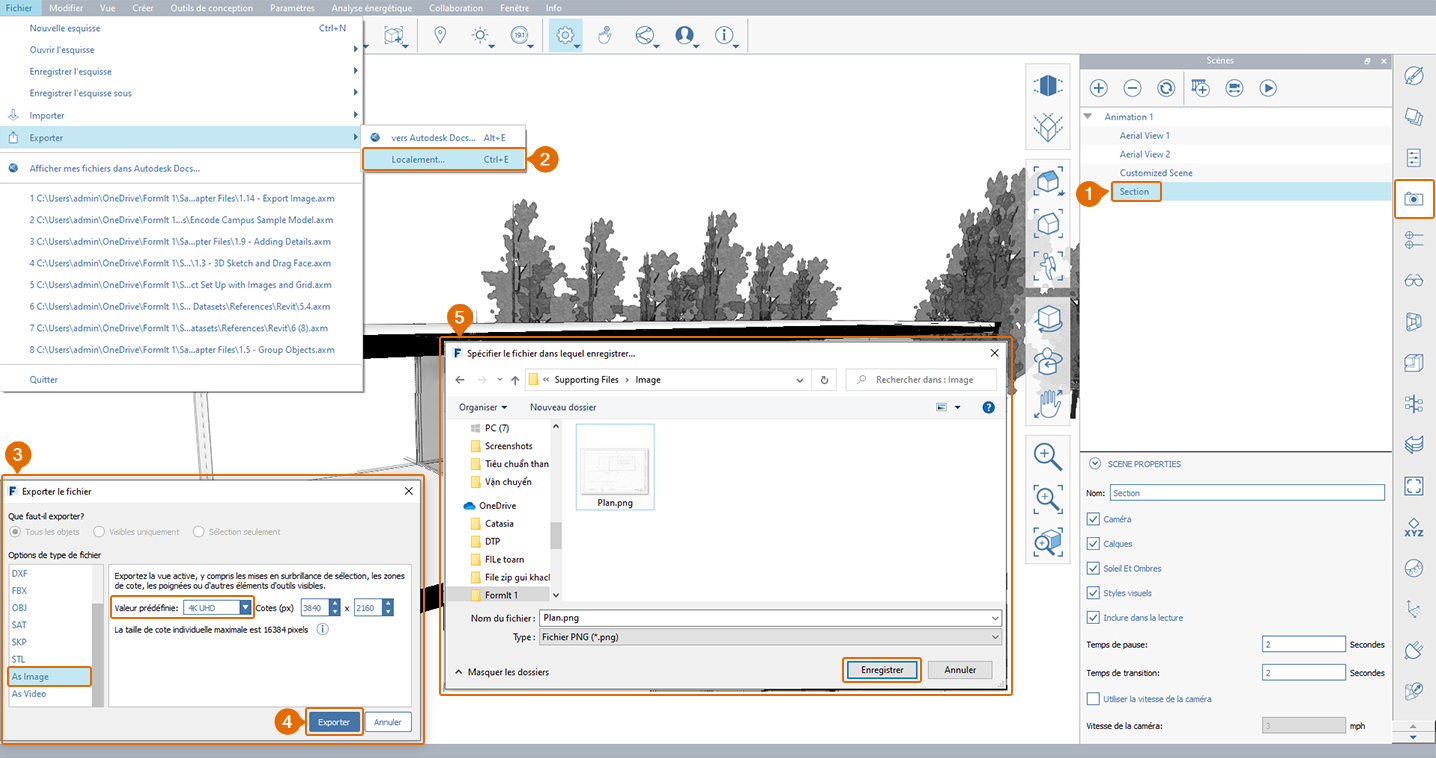 Fichier Modifier Vue Créer Outils de conception Paramètres Analyse énergétique Collaboration Fenêtre Info
Nouvelle esquisse Ctrl+N
Ouvrir l'esquisse
Enregistrer l'esquisse
Enregistrer l'esquisse sous
Importer
Exporter
vers Autodesk Docs... Alt+E
Localement... Ctrl+E
2
Afficher mes fichiers dans Autodesk Docs...
1 C:\Users\admin\OneDrive\FormIt 1\Sa...apter Files\1.14 - Export Image.axm
2 C:\Users\admin\OneDrive\FormIt 1...s\Encode Campus Sample Model.axm
3 C:\Users\admin\OneDrive\FormIt 1\Sa...pter Files\1.9 - Adding Details.axm
4 C:\Users\admin\OneDrive\FormIt 1\S...\1.3 - 3D Sketch and Drag Face.axm
5 C:\Users\admin\OneDrive\FormIt 1\S...ct Set Up with Images and Grid.axm
6 C:\Users\admin\OneDrive\FormIt 1\S... Datasets\References\Revit\5.4.axm
7 C:\Users\admin\OneDrive\FormIt 1\S...atasets\References\Revit\6 (8).axm
8 C:\Users\admin\OneDrive\FormIt 1\Sa...apter Files\1.5 - Group Objects.axm
Quitter
19.1
Scènes
Animation 1
Aerial View 1
Aerial View 2
Customized Scene
1
Section
XYZ
SCENE PROPERTIES
Nom: Section
Caméra
Calques
Soleil Et Ombres
Styles visuels
Inclure dans la lecture
Temps de pause: 2 Secondes
Temps de transition: 2 Secondes
Utiliser la vitesse de la caméra
Vitesse de la caméra: 3 mph
5
Spécifier le fichier dans lequel enregistrer...
« Supporting Files › Image
Rechercher dans : Image
Organiser Nouveau dossier
PC (7)
Screenshots
Tiêu chuẩn than
Vận chuyển
OneDrive
Catasia
DTP
FILe toarn
File zip gui khacl
FormIt 1
Plan.png
Nom du fichier : Plan.png
Type : Fichier PNG (*.png)
Masquer les dossiers
Enregistrer Annuler
3
Exporter le fichier
Que faut-il exporter?
Tous les objets Visibles uniquement Sélection seulement
Options de type de fichier
DXF
FBX
OBJ
SAT
SKP
STL
As Image
As Video
Exportez la vue active, y compris les mises en surbrillance de sélection, les zones
de cote, les poignées ou d'autres éléments d'outils visibles.
Valeur prédéfinie: 4K UHD Cotes (px) 3840 x 2160
La taille de cote individuelle maximale est 16384 pixels
4
Exporter Annuler